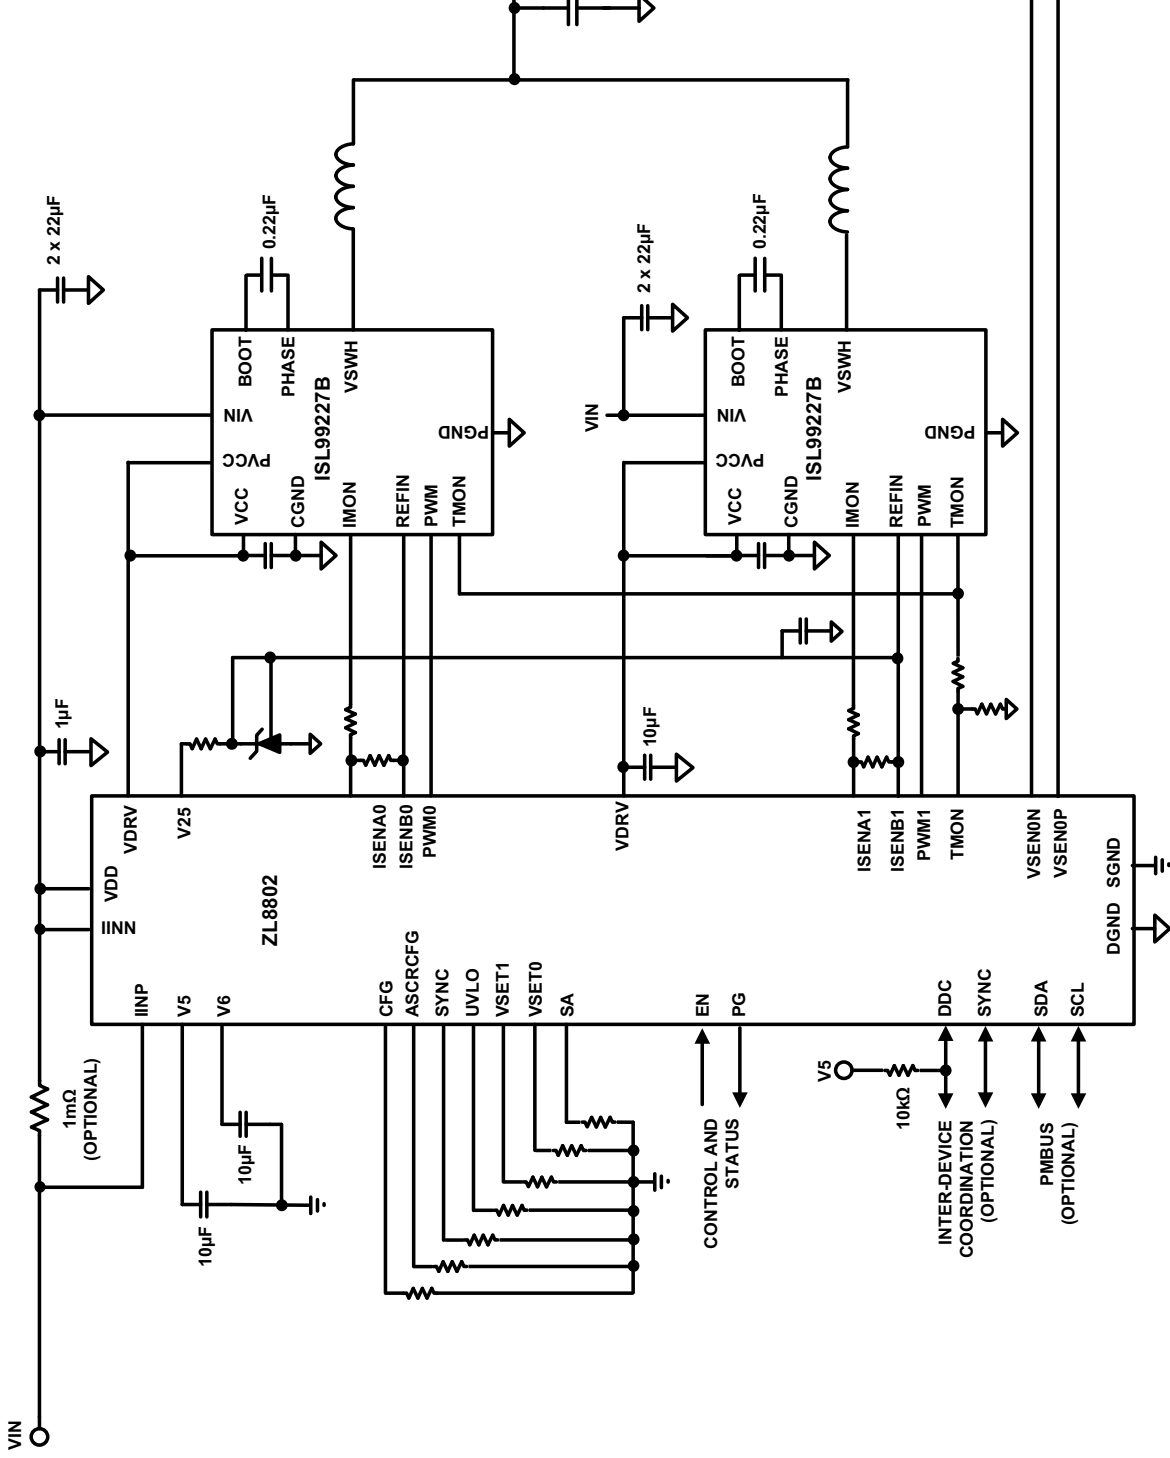 VIN
1mΩ
(OPTIONAL)
1µF
2 x 22µF
IINP
IINN
VDD
VDRV
V5
V6
10µF
10µF
V25
ZL8802
CFG
ASCRCFG
SYNC
UVLO
VSET1
VSET0
SA
ISENA0
ISENB0
PWM0
VCC
CGND
IMON
REFIN
PWM
TMON
PVCC
VIN
ISL99227B
BOOT
PHASE
VSWH
PGND
0.22µF
CONTROL AND
STATUS
EN
PG
VDRV
10µF
VIN
2 x 22µF
VCC
CGND
IMON
REFIN
PWM
TMON
PVCC
VIN
ISL99227B
BOOT
PHASE
VSWH
PGND
0.22µF
V5
10kΩ
INTER-DEVICE
COORDINATION
(OPTIONAL)
DDC
SYNC
PMBUS
(OPTIONAL)
SDA
SCL
ISENA1
ISENB1
PWM1
TMON
VSEN0N
VSEN0P
DGND
SGND